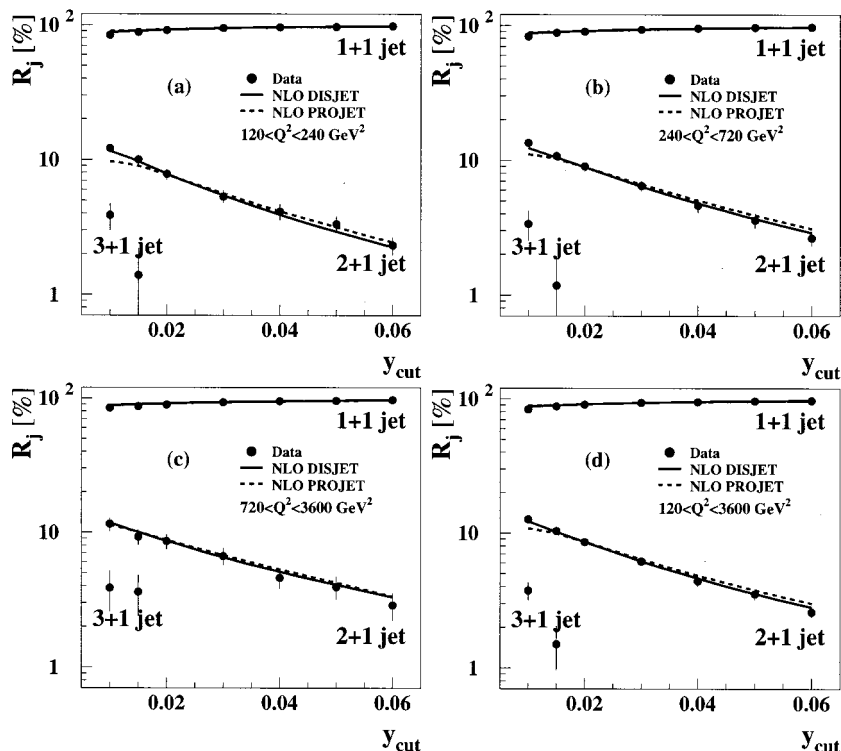 R_j [%]
10^2
1+1 jet
(a)
Data
NLO DISJET
NLO PROJET
120<Q^2<240 GeV^2
10
3+1 jet
2+1 jet
1
0.02
0.04
0.06
y_cut
R_j [%]
10^2
1+1 jet
(b)
Data
NLO DISJET
NLO PROJET
240<Q^2<720 GeV^2
10
3+1 jet
2+1 jet
1
0.02
0.04
0.06
y_cut
R_j [%]
10^2
1+1 jet
(c)
Data
NLO DISJET
NLO PROJET
720<Q^2<3600 GeV^2
10
3+1 jet
2+1 jet
1
0.02
0.04
0.06
y_cut
R_j [%]
10^2
1+1 jet
(d)
Data
NLO DISJET
NLO PROJET
120<Q^2<3600 GeV^2
10
3+1 jet
2+1 jet
1
0.02
0.04
0.06
y_cut